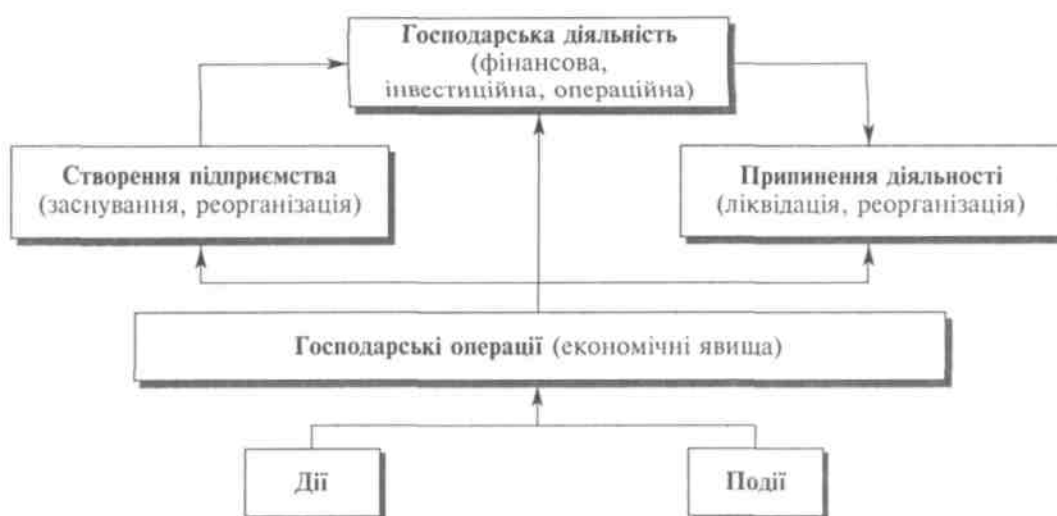 Господарська діяльність
(фінансова,
інвестиційна, операційна)
Створення підприємства
(заснування, реорганізація)
Припинення діяльності
(ліквідація, реорганізація)
Господарські операції (економічні явища)
Дії
Події